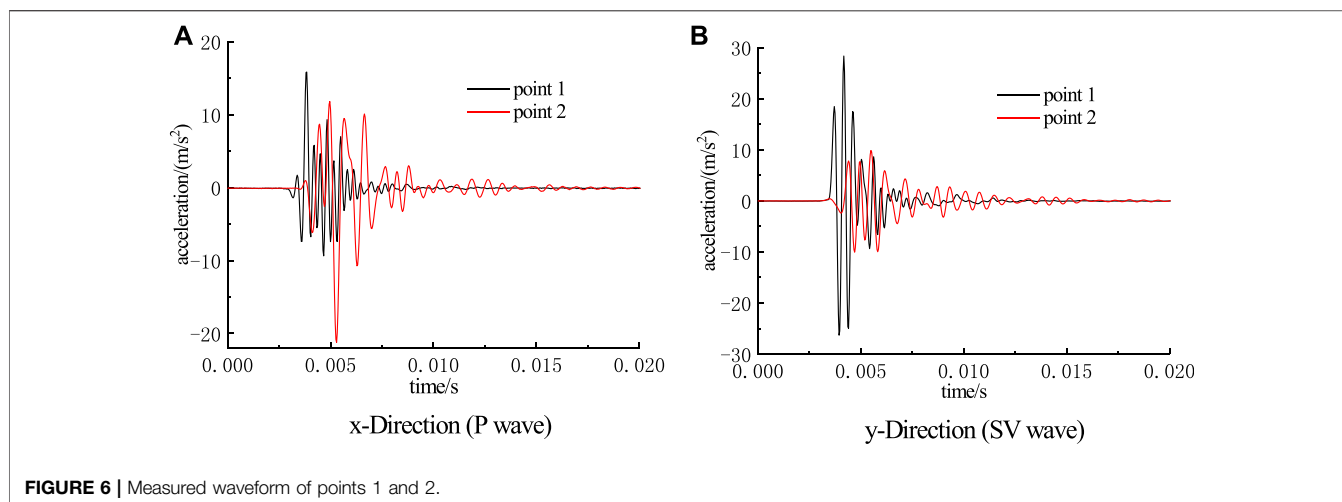 A
20
10
0
−10
−20
acceleration/(m/s²)
point 1
point 2
0.000 0.005 0.010 0.015 0.020
time/s
x-Direction (P wave)
B
30
20
10
0
−10
−20
−30
acceleration/(m/s²)
point 1
point 2
0.000 0.005 0.010 0.015 0.020
time/s
y-Direction (SV wave)
FIGURE 6 | Measured waveform of points 1 and 2.